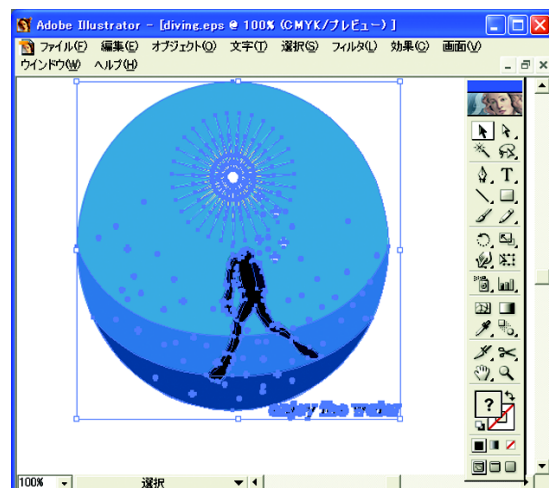 Adobe Illustrator - [diving.eps @ 100% (CMYK/プレビュー)]
ファイル(F) 編集(E) オブジェクト(O) 文字(T) 選択(S) フィルタ(L) 効果(C) 画面(V)
ウインドウ(W) ヘルプ(H)
T
?
enjoy the water
100% 選択